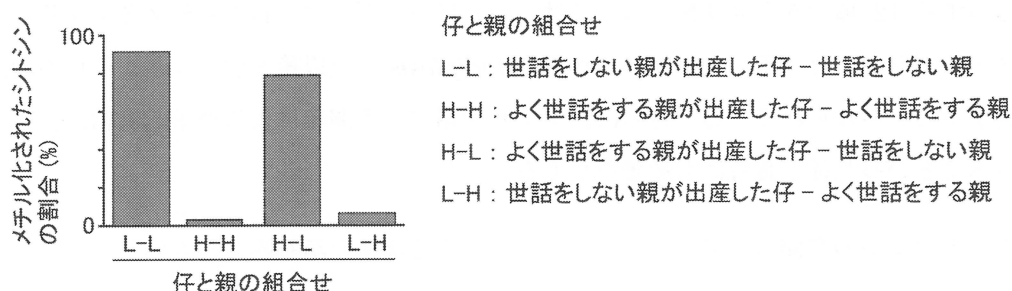 メチル化されたシトシン
の割合(%)
100
0
L-L H-H H-L L-H
仔と親の組合せ
仔と親の組合せ
L-L：世話をしない親が出産した仔－世話をしない親
H-H：よく世話をする親が出産した仔－よく世話をする親
H-L：よく世話をする親が出産した仔－世話をしない親
L-H：世話をしない親が出産した仔－よく世話をする親